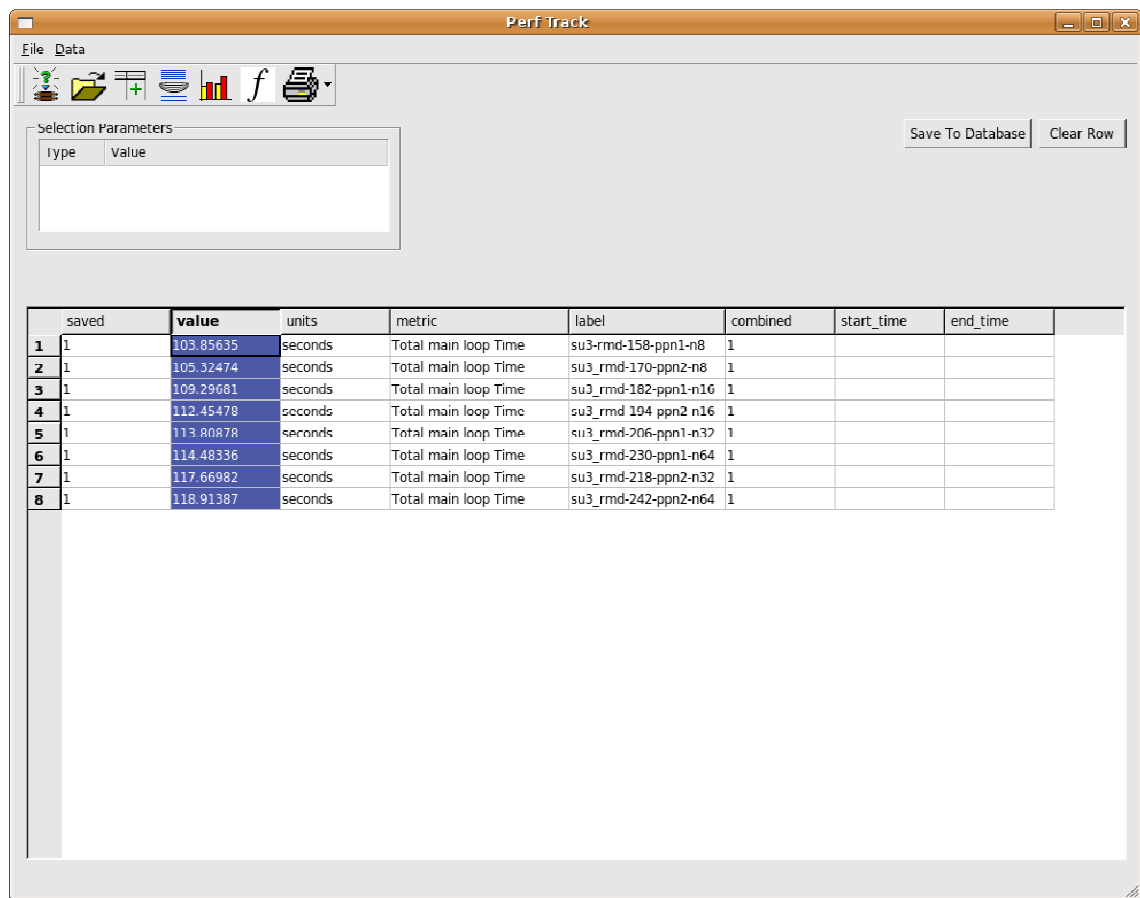 Perf Track
File Data
f
Selection Parameters
Type Value
Save To Database Clear Row
saved value units metric label combined start_time end_time
1 1 103.85635 seconds Total main loop Time su3-rmd-158-ppn1-n8 1
2 1 105.32474 seconds Total main loop Time su3_rmd-170-ppn2-n8 1
3 1 109.29681 seconds Total main loop Time su3_rmd-182-ppn1-n16 1
4 1 112.45478 seconds Total main loop Time su3_rmd-194-ppn2-n16 1
5 1 113.80878 seconds Total main loop Time su3_rmd-206-ppn1-n32 1
6 1 114.48336 seconds Total main loop Time su3_rmd-230-ppn1-n64 1
7 1 117.66982 seconds Total main loop Time su3_rmd-218-ppn2-n32 1
8 1 118.91387 seconds Total main loop Time su3_rmd-242-ppn2-n64 1